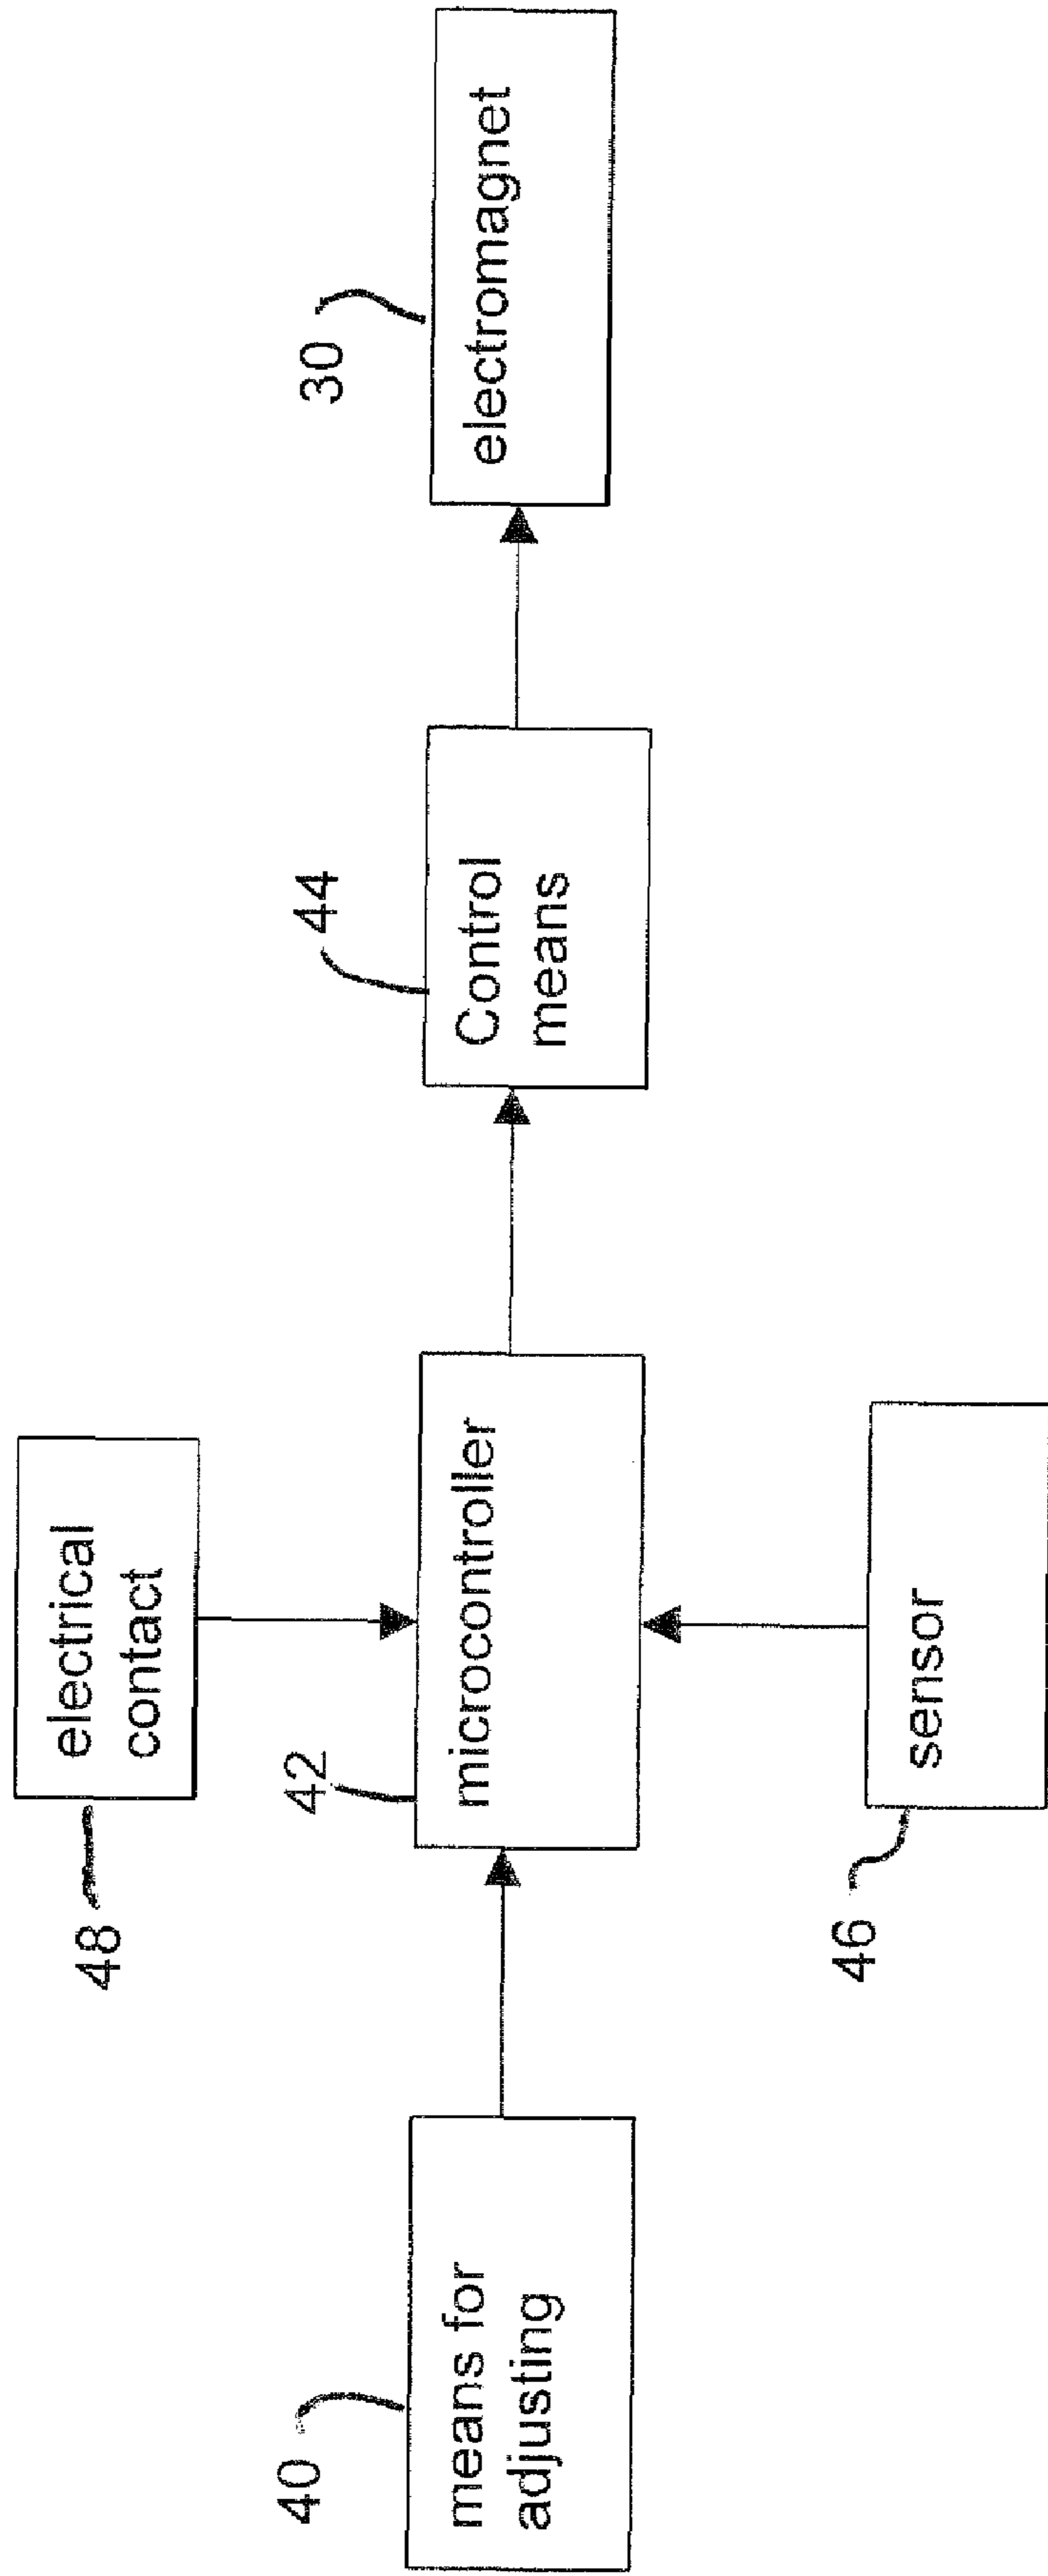 48
electrical
contact
40
means for
adjusting
42
microcontroller
44
Control
means
30
electromagnet
46
sensor